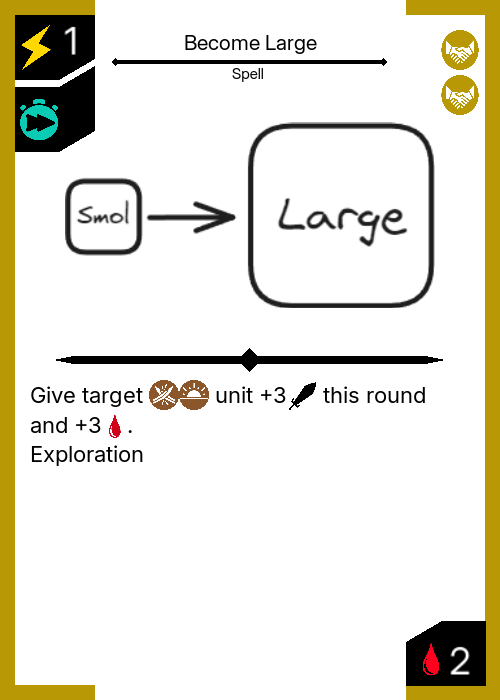 1
Become Large
Spell
Smol
Large
Give target unit +3 this round
and +3 .
Exploration
2